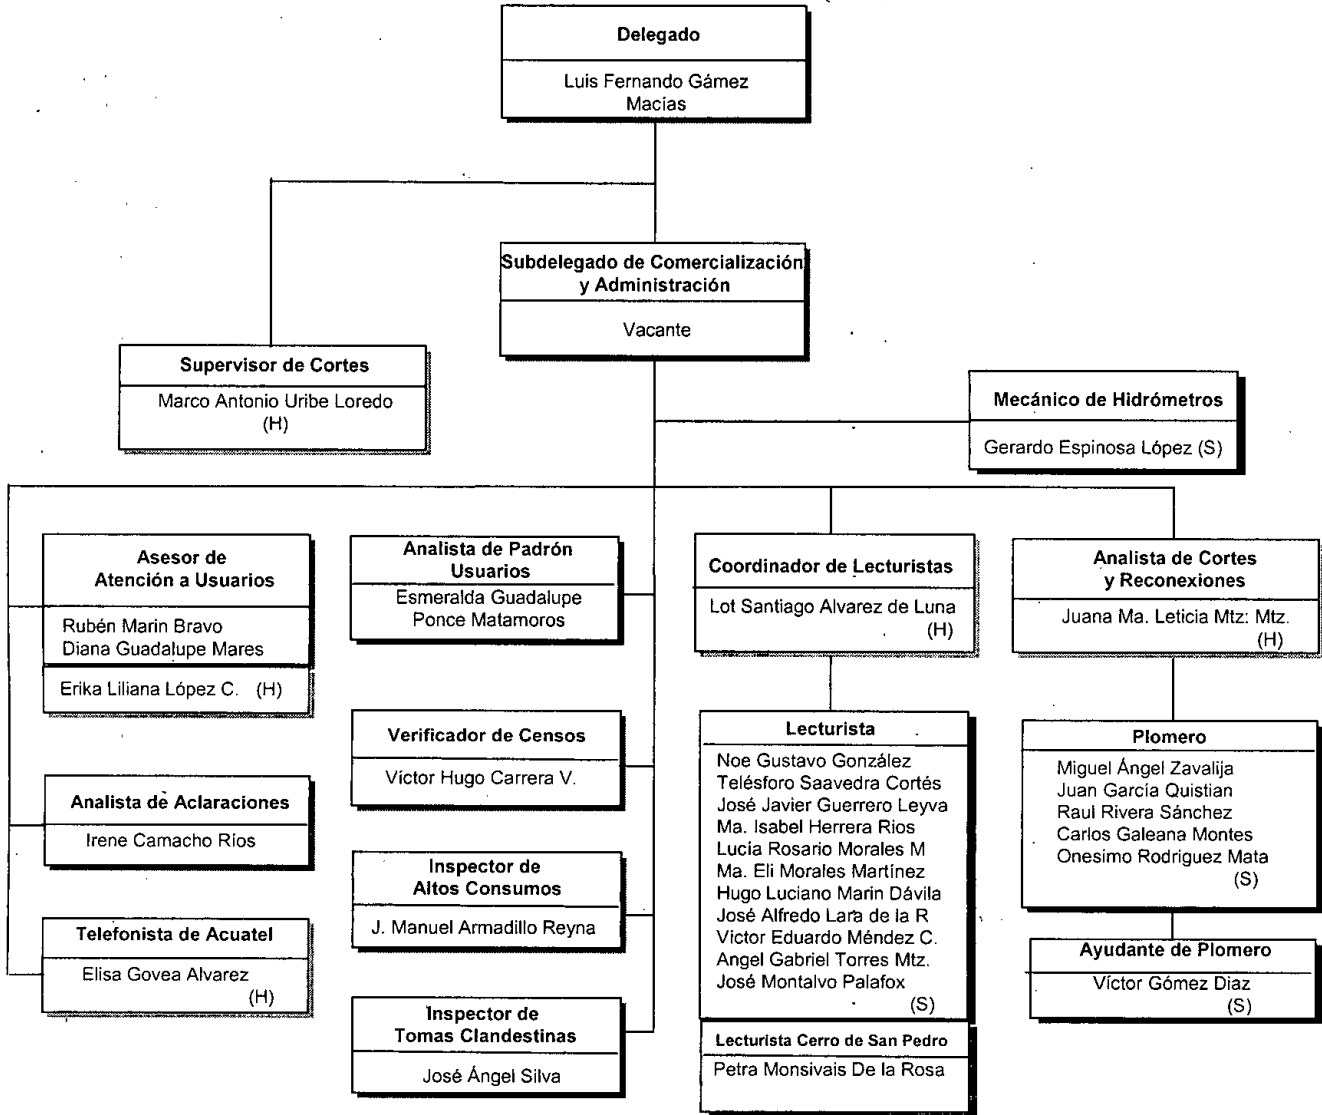 Delegado
Luis Fernando Gámez
Macías
Subdelegado de Comercialización
y Administración
Vacante
Supervisor de Cortes
Marco Antonio Uribe Loredo
(H)
Mecánico de Hidrómetros
Gerardo Espinosa López (S)
Asesor de
Atención a Usuarios
Rubén Marin Bravo
Diana Guadalupe Mares
Erika Liliana López C. (H)
Analista de Aclaraciones
Irene Camacho Ríos
Telefonista de Acuatel
Elisa Govea Alvarez
(H)
Analista de Padrón
Usuarios
Esmeralda Guadalupe
Ponce Matamoros
Verificador de Censos
Víctor Hugo Carrera V.
Inspector de
Altos Consumos
J. Manuel Armadillo Reyna
Inspector de
Tomas Clandestinas
José Ángel Silva
Coordinador de Lecturistas
Lot Santiago Alvarez de Luna
(H)
Lecturista
Noe Gustavo González
Telésforo Saavedra Cortés
José Javier Guerrero Leyva
Ma. Isabel Herrera Rios
Lucía Rosario Morales M
Ma. Eli Morales Martínez
Hugo Luciano Marin Dávila
José Alfredo Lara de la R
Víctor Eduardo Méndez C.
Angel Gabriel Torres Mtz.
José Montalvo Palafox
(S)
Lecturista Cerro de San Pedro
Petra Monsivais De la Rosa
Analista de Cortes
y Reconexiones
Juana Ma. Leticia Mtz: Mtz.
(H)
Plomero
Miguel Ángel Zavalija
Juan García Quistian
Raul Rivera Sánchez
Carlos Galeana Montes
Onesimo Rodriguez Mata
(S)
Ayudante de Plomero
Víctor Gómez Diaz
(S)